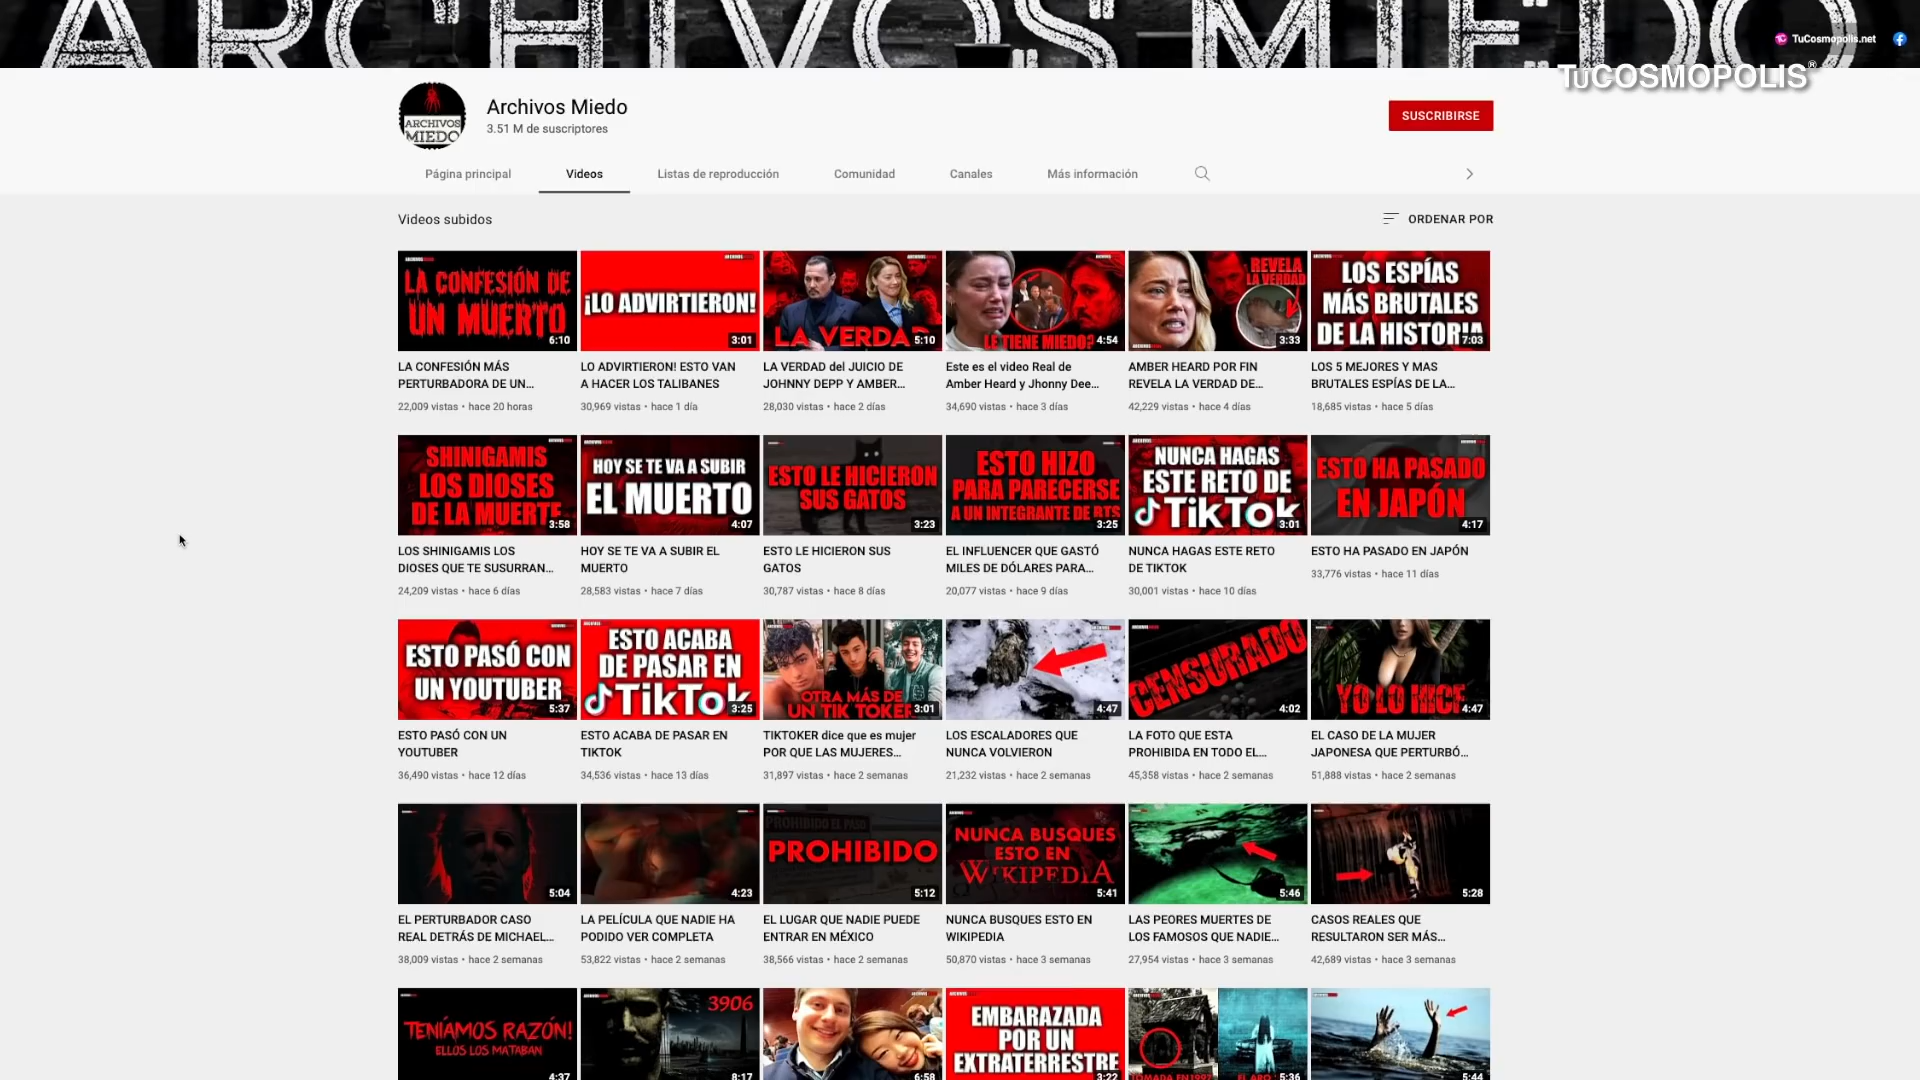 ARCHIVOS MIEDO
TuCosmopolis.net
TuCOSMOPOLIS®
ARCHIVOS
MIEDO
Archivos Miedo
3.51 M de suscriptores
SUSCRIBIRSE
Página principal
Videos
Listas de reproducción
Comunidad
Canales
Más información
Videos subidos
ORDENAR POR
LA CONFESIÓN DE
UN MUERTO
6:10
¡LO ADVIRTIERON!
3:01
LA VERDAD
5:10
LE TIENE MIEDO?
4:54
REVELA
LA VERDAD
3:33
LOS ESPÍAS
MÁS BRUTALES
DE LA HISTORIA
7:03
LA CONFESIÓN MÁS
PERTURBADORA DE UN...
22,009 vistas • hace 20 horas
LO ADVIRTIERON! ESTO VAN
A HACER LOS TALIBANES
30,969 vistas • hace 1 día
LA VERDAD del JUICIO DE
JOHNNY DEPP Y AMBER...
28,030 vistas • hace 2 días
Este es el video Real de
Amber Heard y Jhonny Dee...
34,690 vistas • hace 3 días
AMBER HEARD POR FIN
REVELA LA VERDAD DE...
42,229 vistas • hace 4 días
LOS 5 MEJORES Y MAS
BRUTALES ESPÍAS DE LA...
18,685 vistas • hace 5 días
SHINIGAMIS
LOS DIOSES
DE LA MUERTE
3:58
HOY SE TE VA A SUBIR
EL MUERTO
4:07
ESTO LE HICIERON
SUS GATOS
3:23
ESTO HIZO
PARA PARECERSE
A UN INTEGRANTE DE BTS
3:25
NUNCA HAGAS
ESTE RETO DE
TikTok
3:01
ESTO HA PASADO
EN JAPÓN
4:17
LOS SHINIGAMIS LOS
DIOSES QUE TE SUSURRAN...
24,209 vistas • hace 6 días
HOY SE TE VA A SUBIR EL
MUERTO
28,583 vistas • hace 7 días
ESTO LE HICIERON SUS
GATOS
30,787 vistas • hace 8 días
EL INFLUENCER QUE GASTÓ
MILES DE DÓLARES PARA...
20,077 vistas • hace 9 días
NUNCA HAGAS ESTE RETO
DE TIKTOK
30,001 vistas • hace 10 días
ESTO HA PASADO EN JAPÓN
33,776 vistas • hace 11 días
ESTO PASÓ CON
UN YOUTUBER
5:37
ESTO ACABA
DE PASAR EN
TikTok
3:25
OTRA MÁS DE
UN TIK TOKER
3:01
4:47
CENSURADO
4:02
YO LO HICE
4:47
ESTO PASÓ CON UN
YOUTUBER
36,490 vistas • hace 12 días
ESTO ACABA DE PASAR EN
TIKTOK
34,536 vistas • hace 13 días
TIKTOKER dice que es mujer
POR QUE LAS MUJERES...
31,897 vistas • hace 2 semanas
LOS ESCALADORES QUE
NUNCA VOLVIERON
21,232 vistas • hace 2 semanas
LA FOTO QUE ESTA
PROHIBIDA EN TODO EL...
45,358 vistas • hace 2 semanas
EL CASO DE LA MUJER
JAPONESA QUE PERTURBÓ...
51,888 vistas • hace 2 semanas
5:04
4:23
PROHIBIDO EL PASO
PROHIBIDO
5:12
NUNCA BUSQUES
ESTO EN
WIKIPEDIA
5:41
5:46
5:28
EL PERTURBADOR CASO
REAL DETRÁS DE MICHAEL...
38,009 vistas • hace 2 semanas
LA PELÍCULA QUE NADIE HA
PODIDO VER COMPLETA
53,822 vistas • hace 2 semanas
EL LUGAR QUE NADIE PUEDE
ENTRAR EN MÉXICO
38,566 vistas • hace 2 semanas
NUNCA BUSQUES ESTO EN
WIKIPEDIA
50,870 vistas • hace 3 semanas
LAS PEORES MUERTES DE
LOS FAMOSOS QUE NADIE...
27,954 vistas • hace 3 semanas
CASOS REALES QUE
RESULTARON SER MÁS...
42,689 vistas • hace 3 semanas
TENÍAMOS RAZÓN!
ELLOS LOS MATABAN
4:37
3906
8:17
6:58
EMBARAZADA
POR UN
EXTRATERRESTRE
3:22
TOMADA EN 1997
EL ARO
5:36
5:44